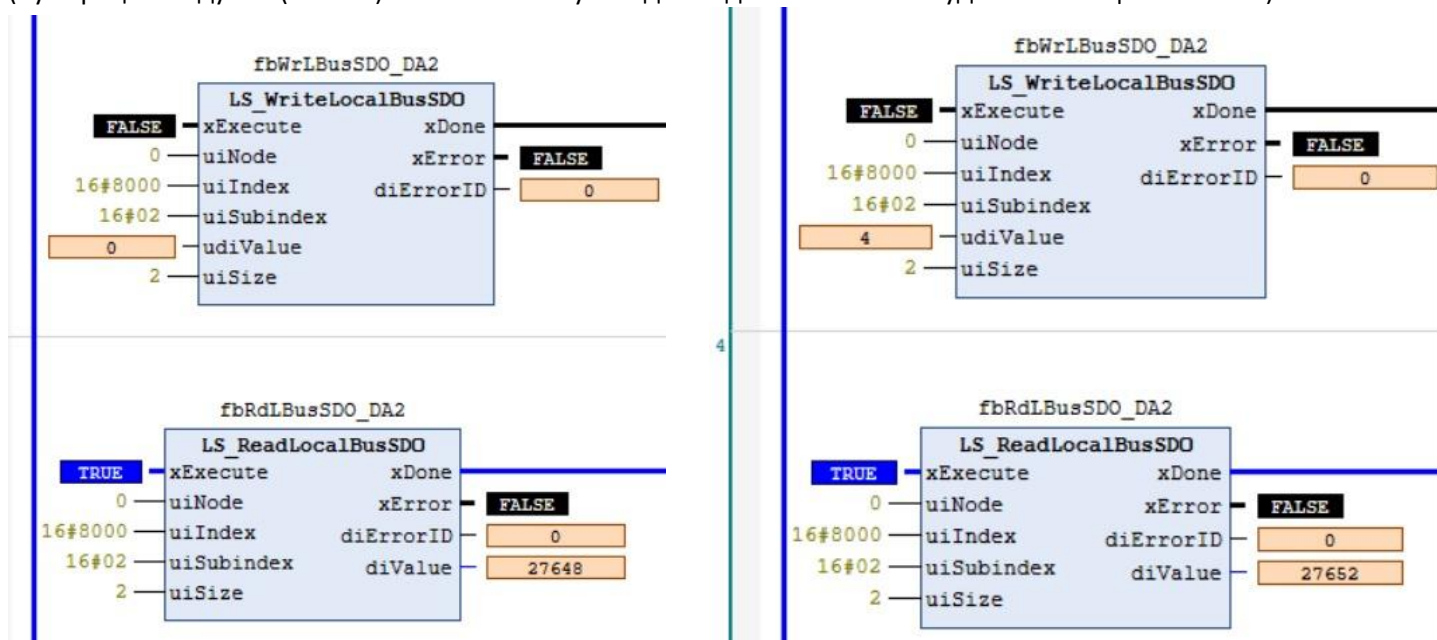 fbWrLBusSDO_DA2
LS_WriteLocalBusSDO
FALSE xExecute xDone
0 uiNode xError FALSE
16#8000 uiIndex diErrorID 0
16#02 uiSubindex
0 udiValue
2 uiSize
fbRdLBusSDO_DA2
LS_ReadLocalBusSDO
TRUE xExecute xDone
0 uiNode xError FALSE
16#8000 uiIndex diErrorID 0
16#02 uiSubindex diValue 27648
2 uiSize
fbWrLBusSDO_DA2
LS_WriteLocalBusSDO
FALSE xExecute xDone
0 uiNode xError FALSE
16#8000 uiIndex diErrorID 0
16#02 uiSubindex
4 udiValue
2 uiSize
4
fbRdLBusSDO_DA2
LS_ReadLocalBusSDO
TRUE xExecute xDone
0 uiNode xError FALSE
16#8000 uiIndex diErrorID 0
16#02 uiSubindex diValue 27652
2 uiSize